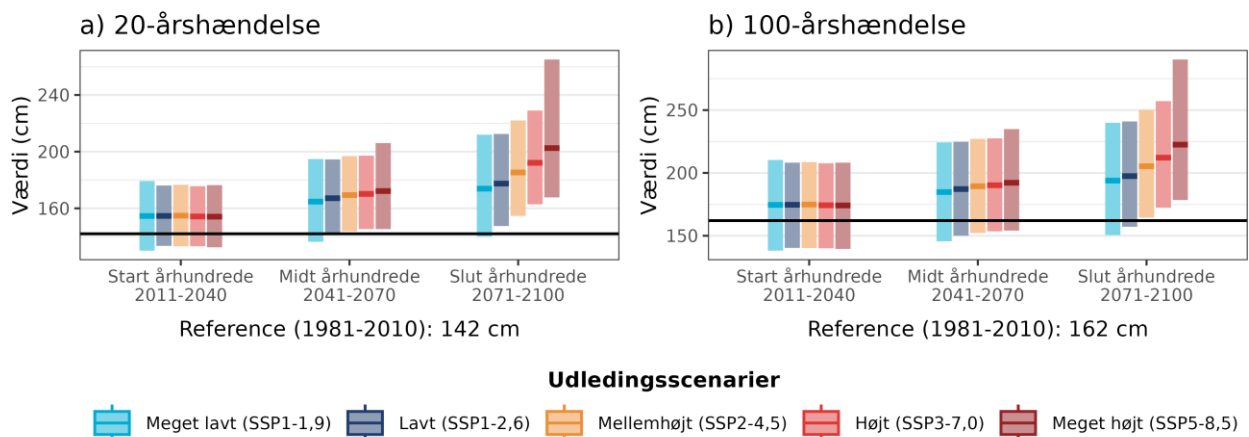 a) 20-årshændelse
Værdi (cm)
240
200
160
Start århundrede
2011-2040
Midt århundrede
2041-2070
Slut århundrede
2071-2100
Reference (1981-2010): 142 cm
b) 100-årshændelse
Værdi (cm)
250
200
150
Start århundrede
2011-2040
Midt århundrede
2041-2070
Slut århundrede
2071-2100
Reference (1981-2010): 162 cm
Udledingsscenarier
Meget lavt (SSP1-1,9)
Lavt (SSP1-2,6)
Mellemhøjt (SSP2-4,5)
Højt (SSP3-7,0)
Meget højt (SSP5-8,5)